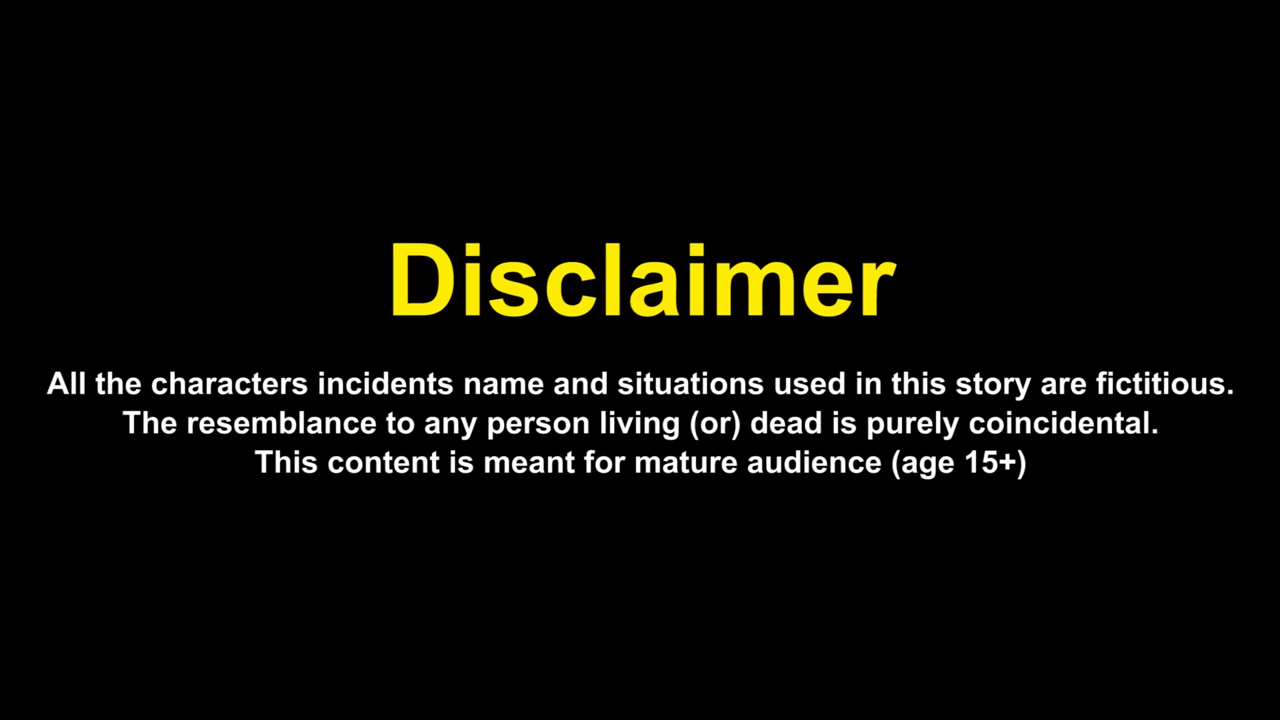 Disclaimer
All the characters incidents name and situations used in this story are fictitious.
The resemblance to any person living (or) dead is purely coincidental.
This content is meant for mature audience (age 15+)